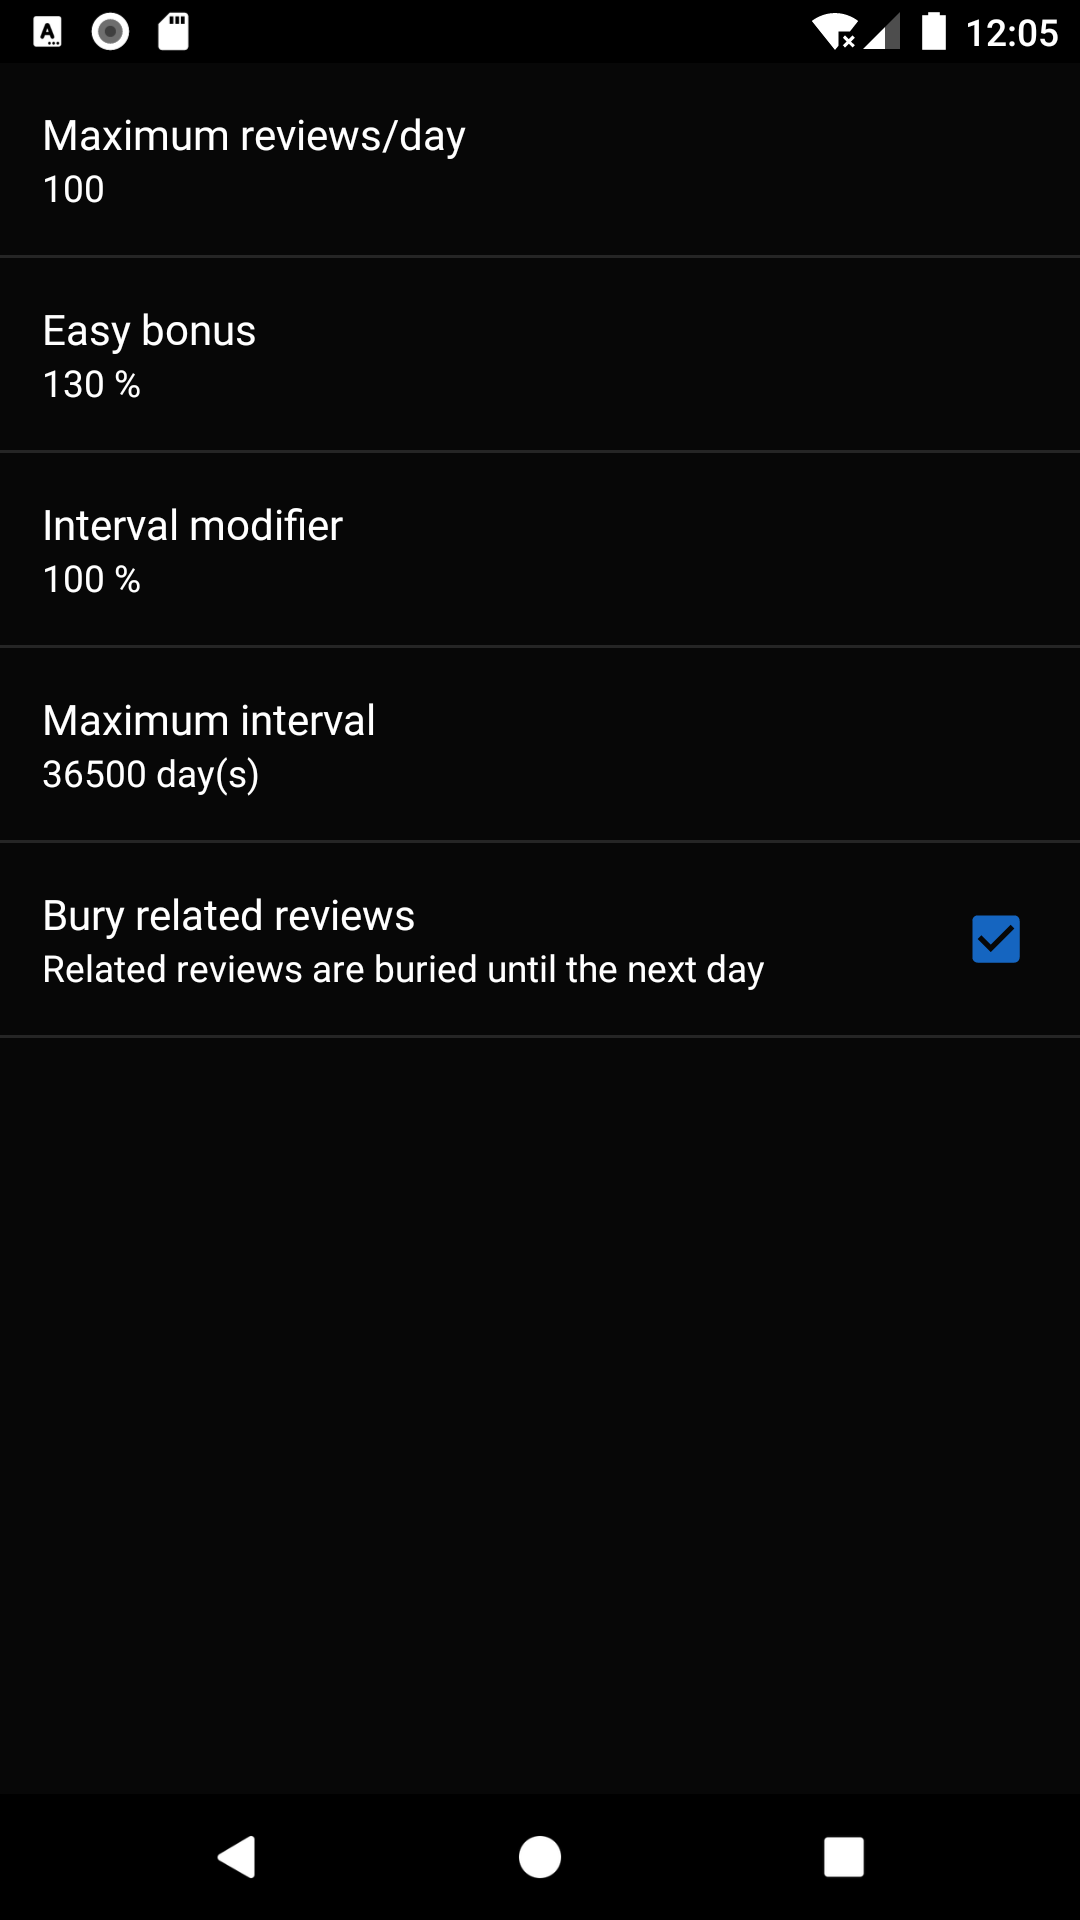 12:05
Maximum reviews/day
100
Easy bonus
130 %
Interval modifier
100 %
Maximum interval
36500 day(s)
Bury related reviews
Related reviews are buried until the next day